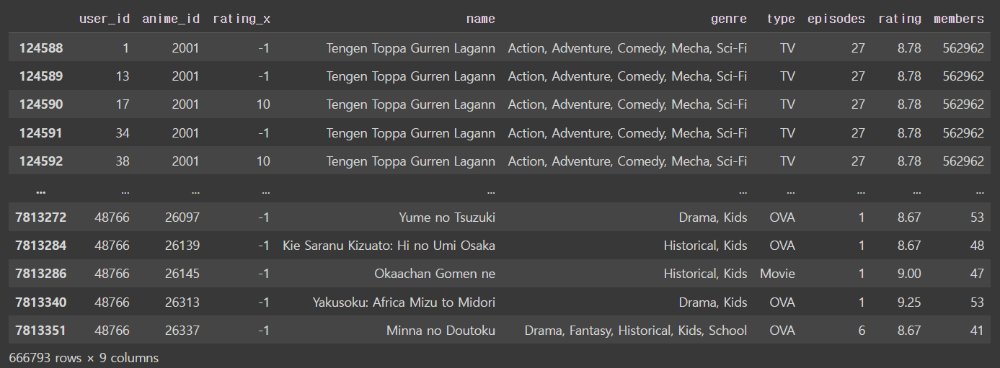 user_id anime_id rating_x name genre type episodes rating members
124588 1 2001 -1 Tengen Toppa Gurren Lagann Action, Adventure, Comedy, Mecha, Sci-Fi TV 27 8.78 562962
124589 13 2001 -1 Tengen Toppa Gurren Lagann Action, Adventure, Comedy, Mecha, Sci-Fi TV 27 8.78 562962
124590 17 2001 10 Tengen Toppa Gurren Lagann Action, Adventure, Comedy, Mecha, Sci-Fi TV 27 8.78 562962
124591 34 2001 -1 Tengen Toppa Gurren Lagann Action, Adventure, Comedy, Mecha, Sci-Fi TV 27 8.78 562962
124592 38 2001 10 Tengen Toppa Gurren Lagann Action, Adventure, Comedy, Mecha, Sci-Fi TV 27 8.78 562962
... ... ... ... ... ... ... ... ... ...
7813272 48766 26097 -1 Yume no Tsuzuki Drama, Kids OVA 1 8.67 53
7813284 48766 26139 -1 Kie Saranu Kizuato: Hi no Umi Osaka Historical, Kids OVA 1 8.67 48
7813286 48766 26145 -1 Okaachan Gomen ne Historical, Kids Movie 1 9.00 47
7813340 48766 26313 -1 Yakusoku: Africa Mizu to Midori Drama, Kids OVA 1 9.25 53
7813351 48766 26337 -1 Minna no Doutoku Drama, Fantasy, Historical, Kids, School OVA 6 8.67 41
666793 rows × 9 columns